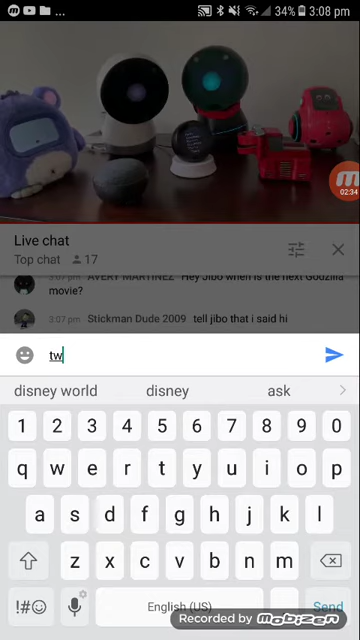 34% 3:08 pm
02:34
Live chat
Top chat 17
3:07 pm AVERY MARTINEZ Hey Jibo when is the next Godzilla
movie?
3:07 pm Stickman Dude 2009 tell jibo that i said hi
tw
disney world disney ask
1 2 3 4 5 6 7 8 9 0
q w e r t y u i o p
a s d f g h j k l
z x c v b n m
!#☺ English (US) Send
Recorded by Mobizen